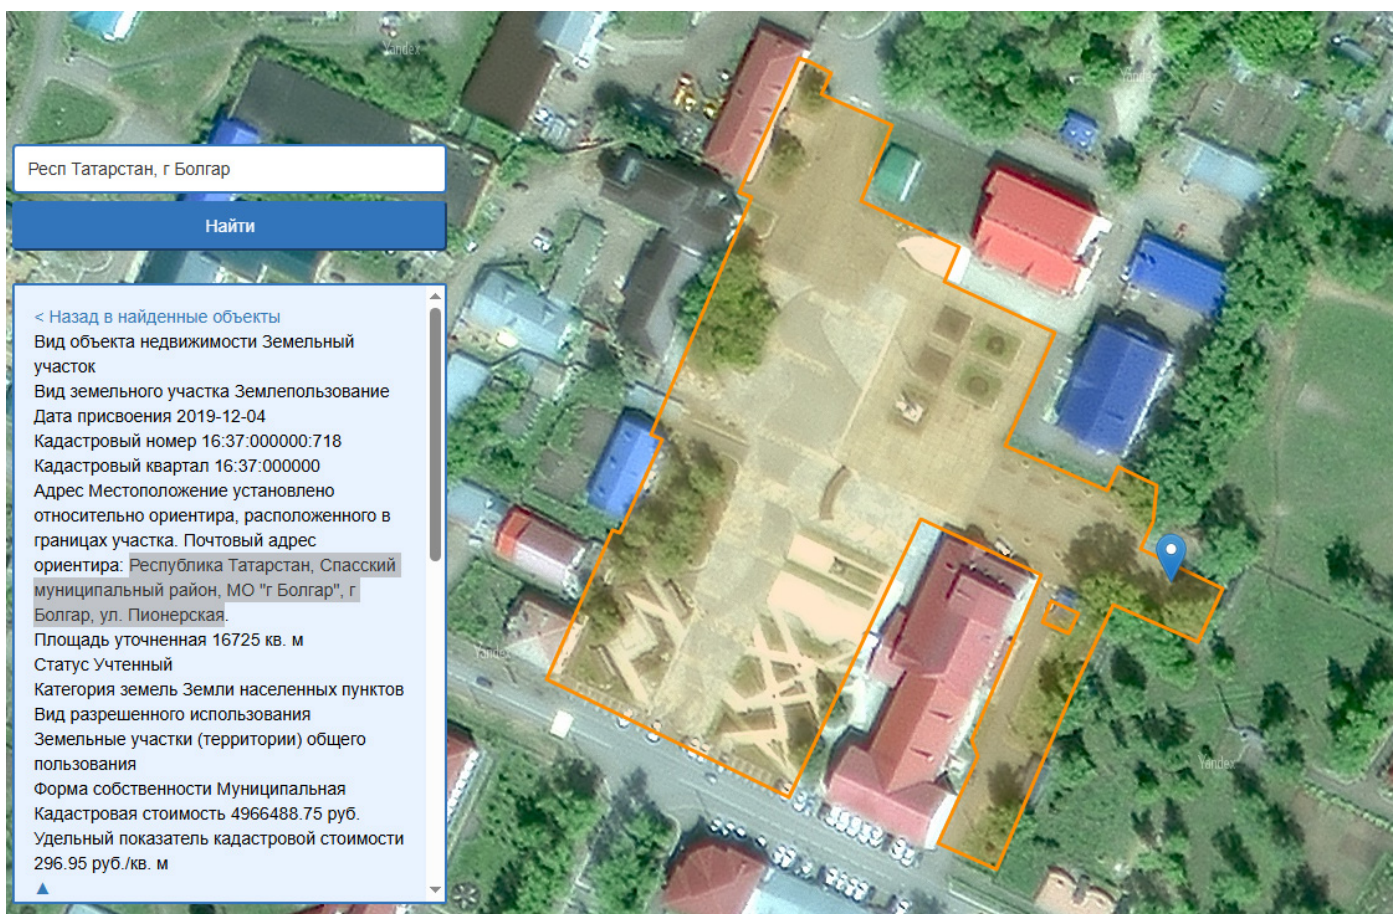 Yandex
Yandex
Респ Татарстан, г Болгар
Найти
< Назад в найденные объекты
Вид объекта недвижимости Земельный
участок
Вид земельного участка Землепользование
Дата присвоения 2019-12-04
Кадастровый номер 16:37:000000:718
Кадастровый квартал 16:37:000000
Адрес Местоположение установлено
относительно ориентира, расположенного в
границах участка. Почтовый адрес
ориентира: Республика Татарстан, Спасский
муниципальный район, МО "г Болгар", г
Болгар, ул. Пионерская.
Площадь уточненная 16725 кв. м
Статус Учтенный
Категория земель Земли населенных пунктов
Вид разрешенного использования
Земельные участки (территории) общего
пользования
Форма собственности Муниципальная
Кадастровая стоимость 4966488.75 руб.
Удельный показатель кадастровой стоимости
296.95 руб./кв. м
Yandex
Yandex